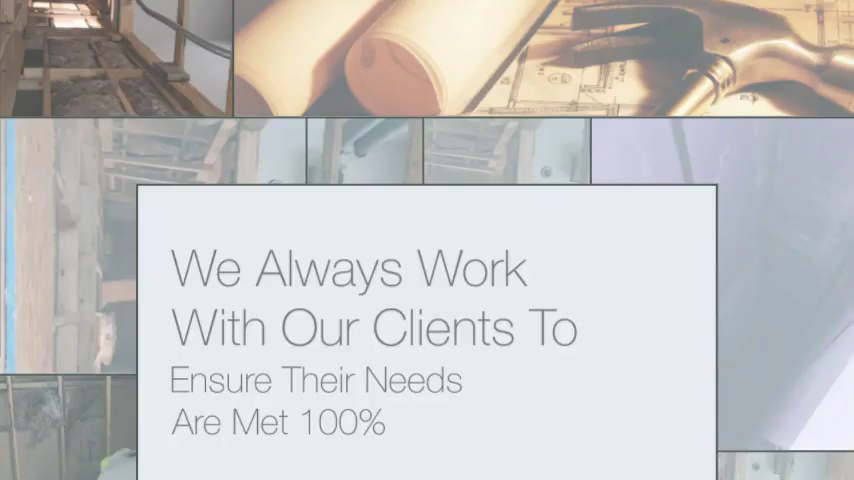 We Always Work
With Our Clients To
Ensure Their Needs
Are Met 100%